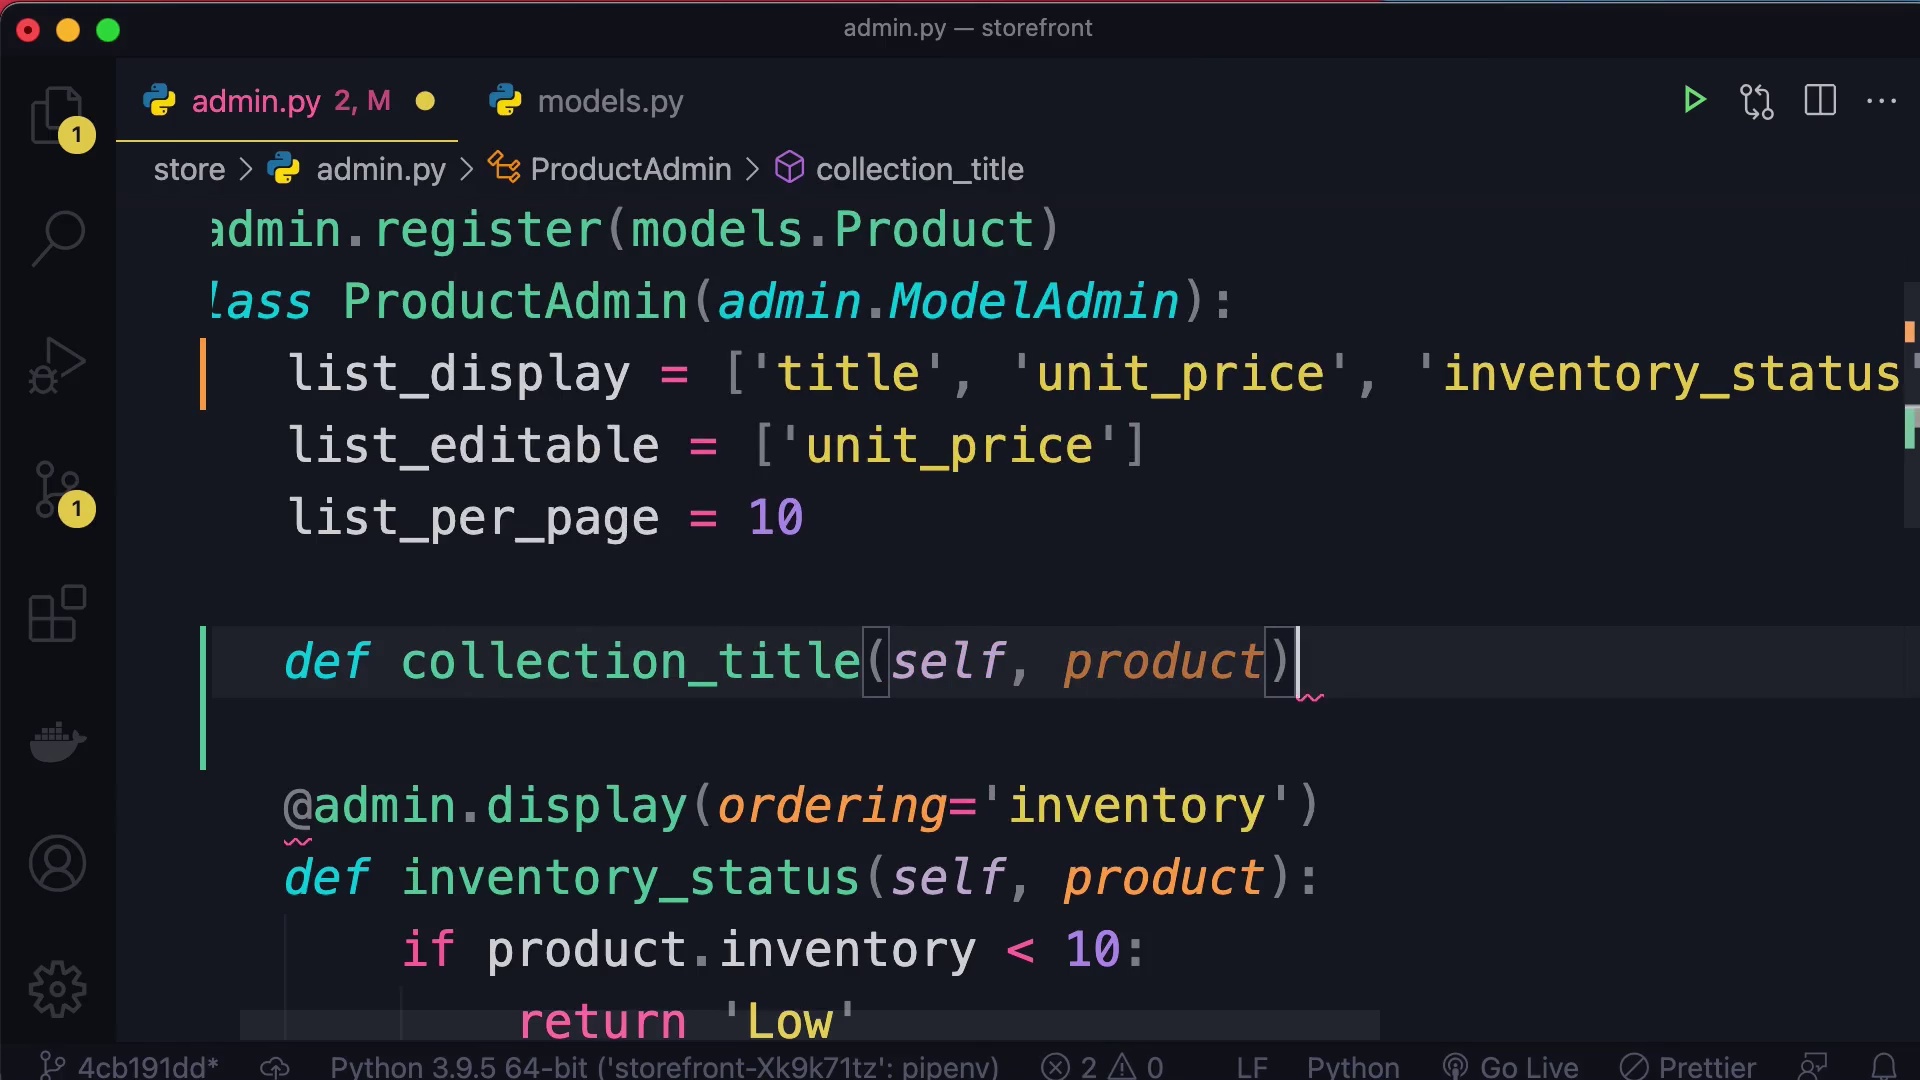 admin.py — storefront
admin.py 2, M models.py
store > admin.py > ProductAdmin > collection_title
admin.register(models.Product)
lass ProductAdmin(admin.ModelAdmin):
list_display = ['title', 'unit_price', 'inventory_status'
list_editable = ['unit_price']
list_per_page = 10
def collection_title(self, product)
@admin.display(ordering='inventory')
def inventory_status(self, product):
if product.inventory < 10:
return 'Low'
1
1
4cb191dd* Python 3.9.5 64-bit ('storefront-Xk9k71tz': pipenv) 2 0 LF Python Go Live Prettier